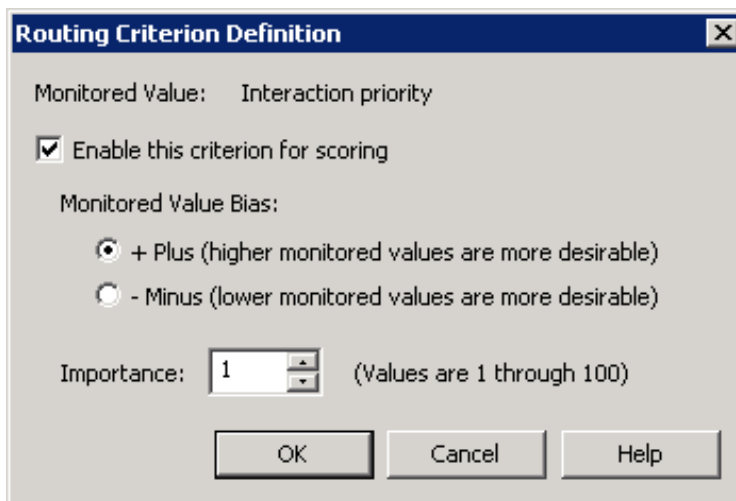 Routing Criterion Definition
Monitored Value: Interaction priority
Enable this criterion for scoring
Monitored Value Bias:
+ Plus (higher monitored values are more desirable)
- Minus (lower monitored values are more desirable)
Importance: 1 (Values are 1 through 100)
OK Cancel Help